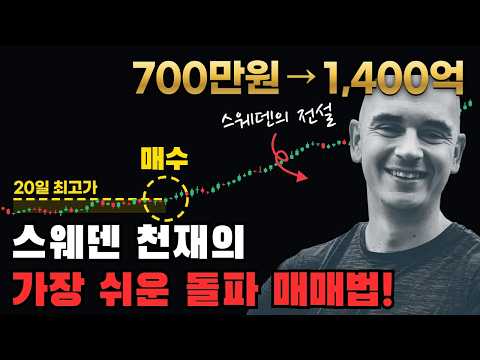 700만원 → 1,400억
스웨덴의 전설
매수
20일 최고가
스웨덴 천재의
가장 쉬운 돌파 매매법!